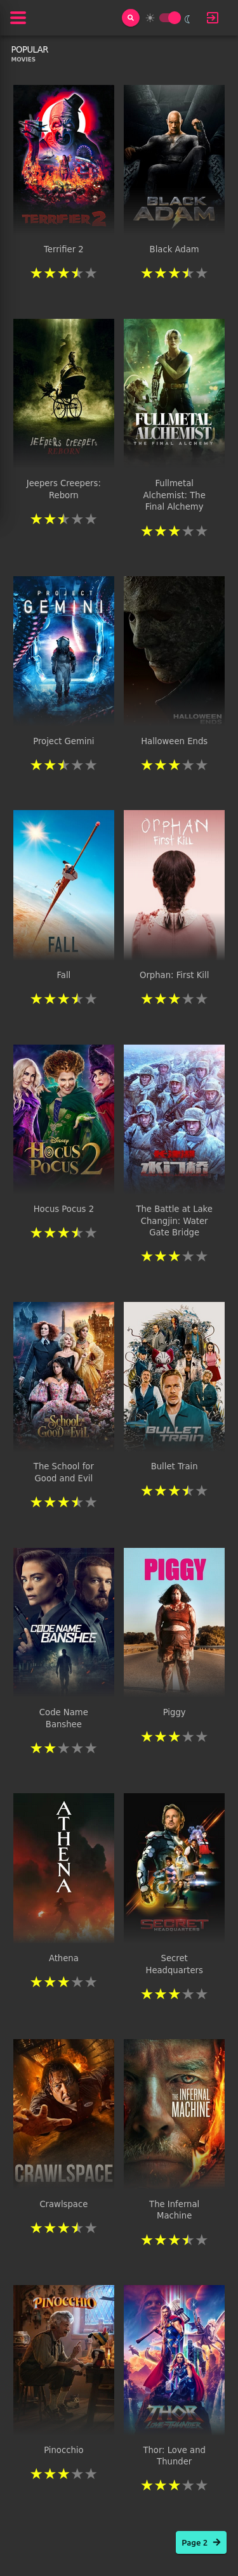 POPULAR
MOVIES
TERRIFIER 2
BLACK
ADAM
Terrifier 2
Black Adam
JEEPERS CREEPERS
REBORN
FULLMETAL
ALCHEMIST
THE FINAL ALCHEMY
Jeepers Creepers:
Reborn
Fullmetal
Alchemist: The
Final Alchemy
PROJECT
GEMINI
HALLOWEEN
ENDS
Project Gemini
Halloween Ends
FALL
ORPHAN
First Kill
Fall
Orphan: First Kill
Disney
HOCUS
POCUS 2
水门桥
Hocus Pocus 2
The Battle at Lake
Changjin: Water
Gate Bridge
The School for
Good and Evil
BULLET
TRAIN
The School for
Good and Evil
Bullet Train
CODE NAME
BANSHEE
PIGGY
Code Name
Banshee
Piggy
ATHENA
SECRET
HEADQUARTERS
Athena
Secret
Headquarters
CRAWLSPACE
THE INFERNAL
MACHINE
Crawlspace
The Infernal
Machine
PINOCCHIO
THOR
LOVE AND THUNDER
Pinocchio
Thor: Love and
Thunder
Page 2